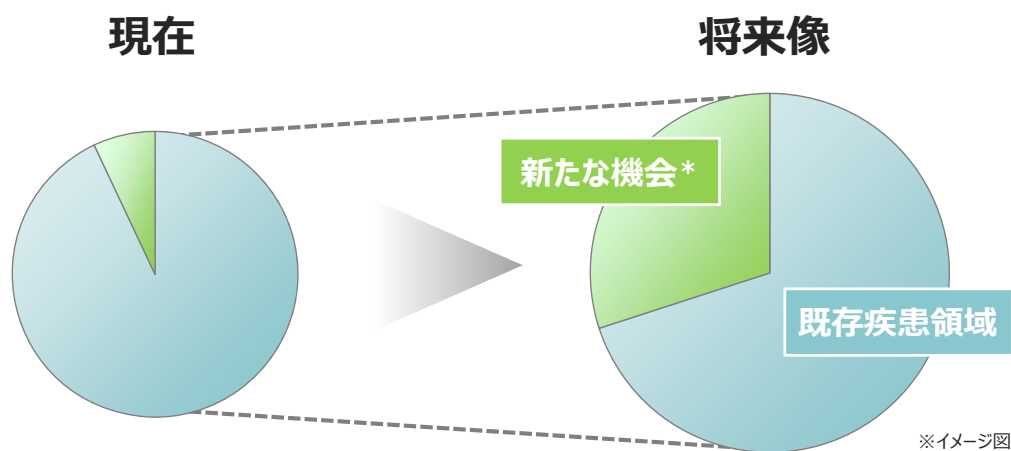 現在
将来像
新たな機会*
既存疾患領域
※イメージ図